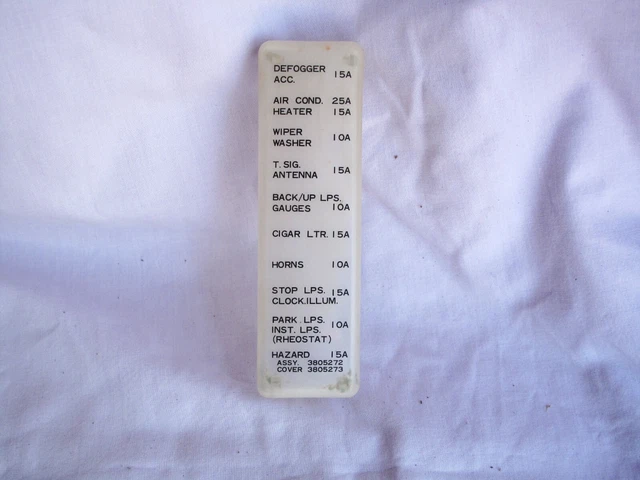 DEFOGGER 15A
ACC.
AIR COND. 25A
HEATER 15A
WIPER 10A
WASHER
T. SIG. 15A
ANTENNA
BACK/UP LPS.
GAUGES 10A
CIGAR LTR. 15A
HORNS 10A
STOP LPS. 15A
CLOCK.ILLUM.
PARK . LPS. 10A
INST. LPS.
(RHEOSTAT)
HAZARD 15A
ASSY. 3805272
COVER 3805273